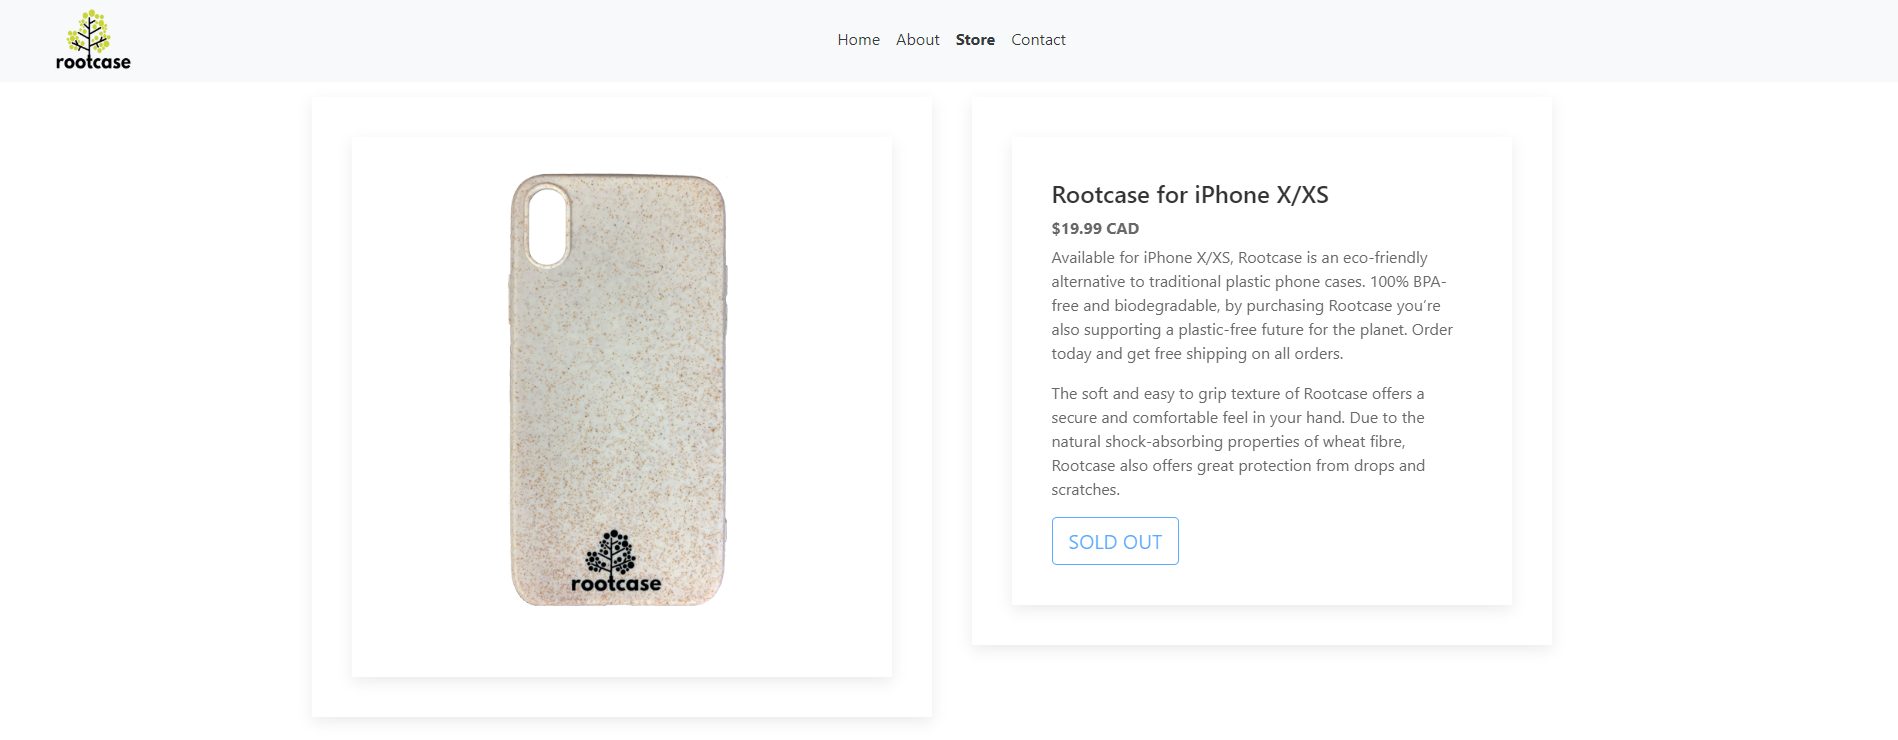 rootcase
Home About Store Contact
rootcase
Rootcase for iPhone X/XS
$19.99 CAD
Available for iPhone X/XS, Rootcase is an eco-friendly
alternative to traditional plastic phone cases. 100% BPA-
free and biodegradable, by purchasing Rootcase you’re
also supporting a plastic-free future for the planet. Order
today and get free shipping on all orders.
The soft and easy to grip texture of Rootcase offers a
secure and comfortable feel in your hand. Due to the
natural shock-absorbing properties of wheat fibre,
Rootcase also offers great protection from drops and
scratches.
SOLD OUT